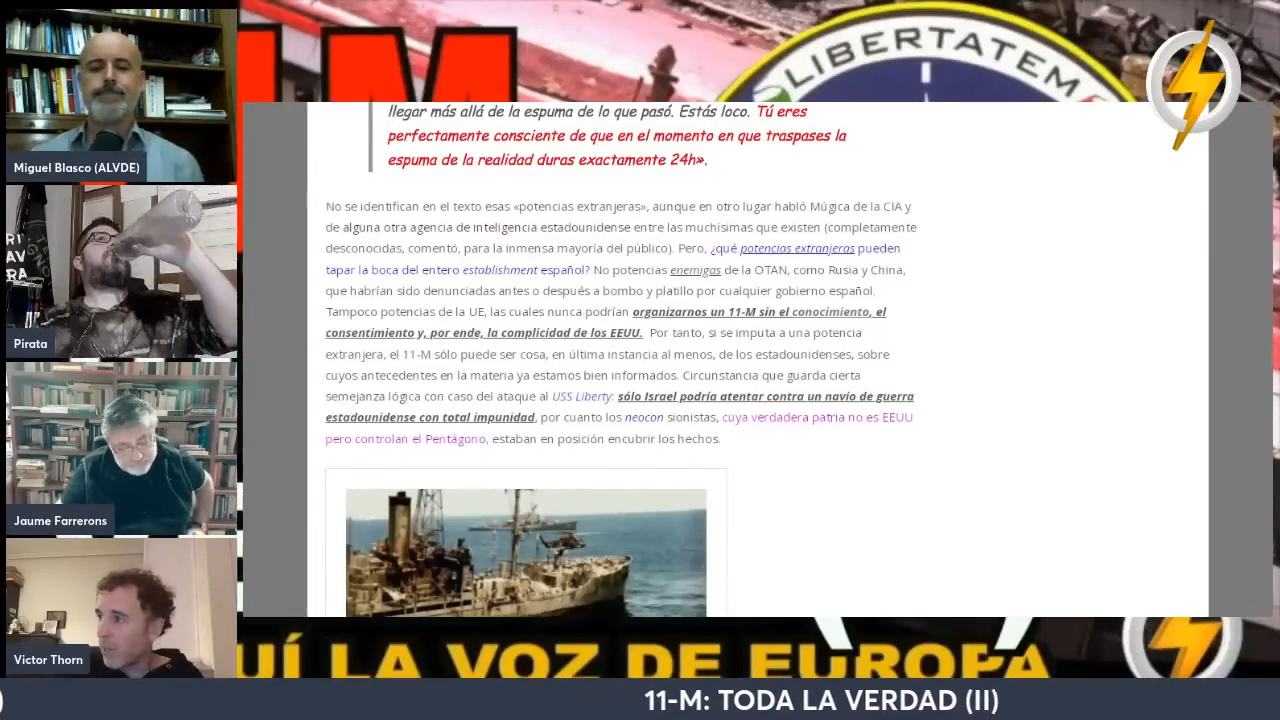 M
LIBERTATEM
Miguel Blasco (ALVDE)
Pirata
Jaume Farrerons
Victor Thorn
llegar más allá de la espuma de lo que pasó. Estás loco. Tú eres
perfectamente consciente de que en el momento en que traspases la
espuma de la realidad duras exactamente 24h».
No se identifican en el texto esas «potencias extranjeras», aunque en otro lugar habló Múgica de la CIA y
de alguna otra agencia de inteligencia estadounidense entre las muchísimas que existen (completamente
desconocidas, comentó, para la inmensa mayoría del público). Pero, ¿qué potencias extranjeras pueden
tapar la boca del entero establishment español? No potencias enemigas de la OTAN, como Rusia y China,
que habrían sido denunciadas antes o después a bombo y platillo por cualquier gobierno español.
Tampoco potencias de la UE, las cuales nunca podrían organizarnos un 11-M sin el conocimiento, el
consentimiento y, por ende, la complicidad de los EEUU. Por tanto, si se imputa a una potencia
extranjera, el 11-M sólo puede ser cosa, en última instancia al menos, de los estadounidenses, sobre
cuyos antecedentes en la materia ya estamos bien informados. Circunstancia que guarda cierta
semejanza lógica con caso del ataque al USS Liberty: sólo Israel podría atentar contra un navío de guerra
estadounidense con total impunidad, por cuanto los neocon sionistas, cuya verdadera patria no es EEUU
pero controlan el Pentágono, estaban en posición encubrir los hechos.
UÍ LA VOZ DE EUROPA
) 11-M: TODA LA VERDAD (II)